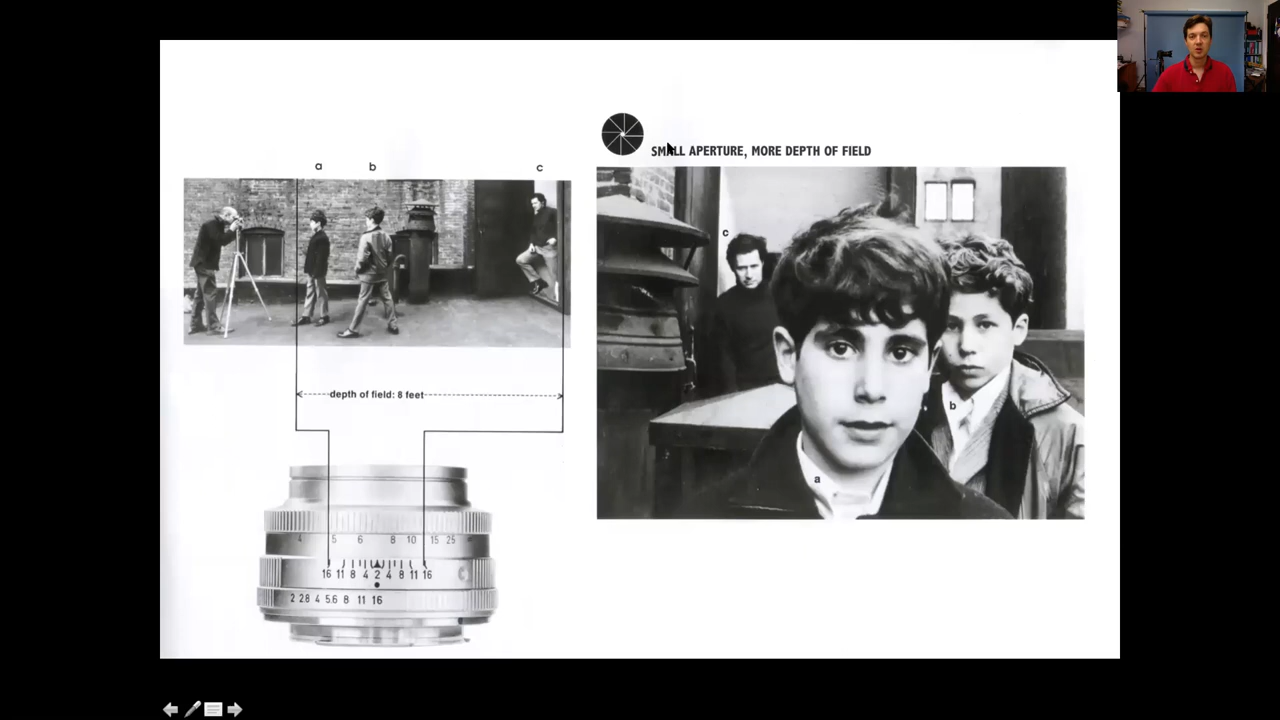 a b c
SMALL APERTURE, MORE DEPTH OF FIELD
c
b
a
depth of field: 8 feet
4 5 6 8 10 15 25
16 11 8 4 2 4 8 11 16
2 2.8 4 5.6 8 11 16